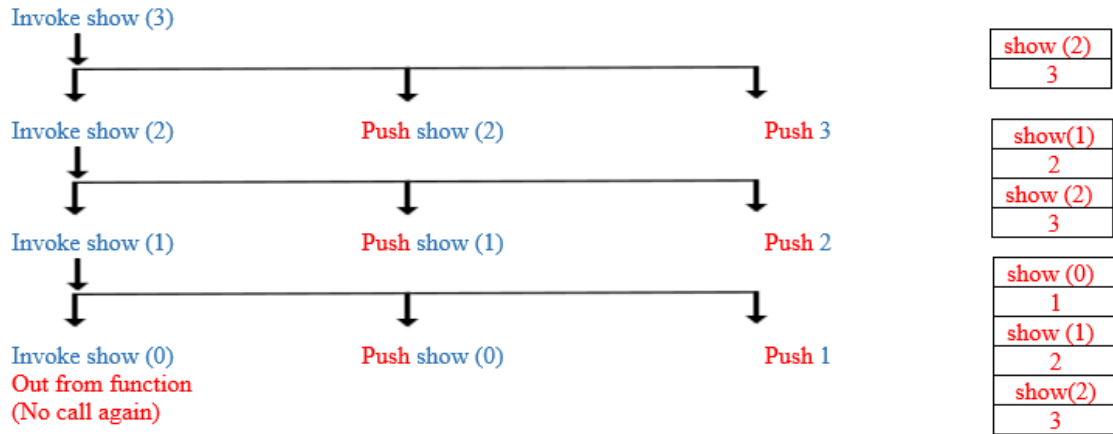 Invoke show (3)
show (2)
3
Invoke show (2) Push show (2) Push 3
show(1)
2
show (2)
3
Invoke show (1) Push show (1) Push 2
show (0)
1
show (1)
2
show(2)
3
Invoke show (0) Push show (0) Push 1
Out from function
(No call again)